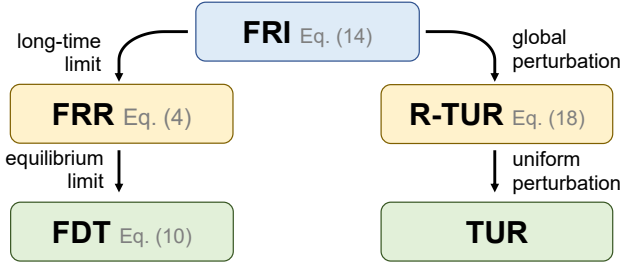 FRI Eq. (14)
long-time
limit
global
perturbation
FRR Eq. (4)
R-TUR Eq. (18)
equilibrium
limit
uniform
perturbation
FDT Eq. (10)
TUR